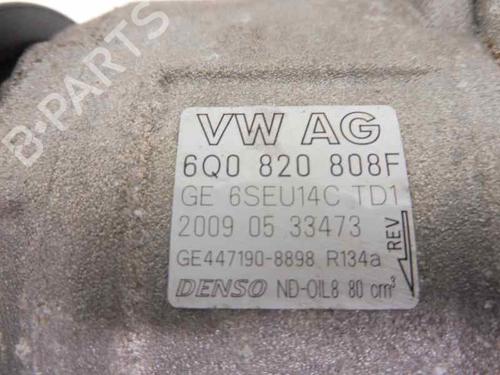 B-PARTS
VW AG
6Q0 820 808F
GE 6SEU14C TD1
2009 05 33473
REV
GE447190-8898 R134a
DENSO ND-OIL8 80 cm³